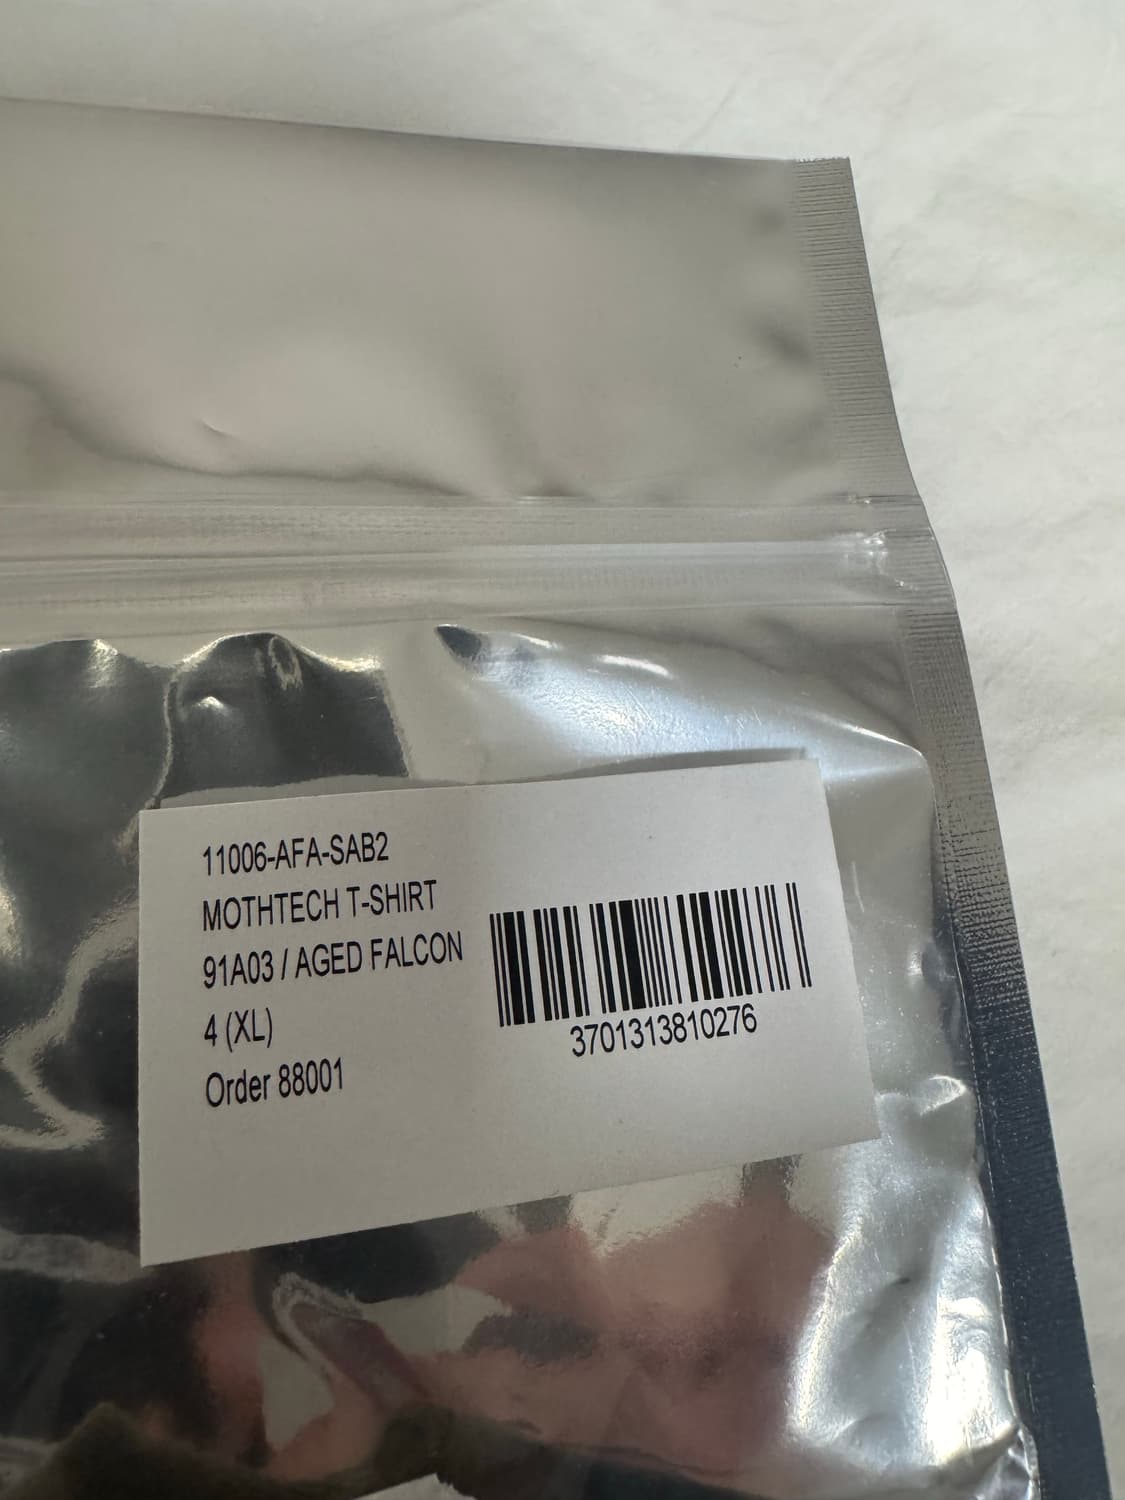 11006-AFA-SAB2
MOTHTECH T-SHIRT
91A03 / AGED FALCON
4 (XL)
Order 88001
3701313810276